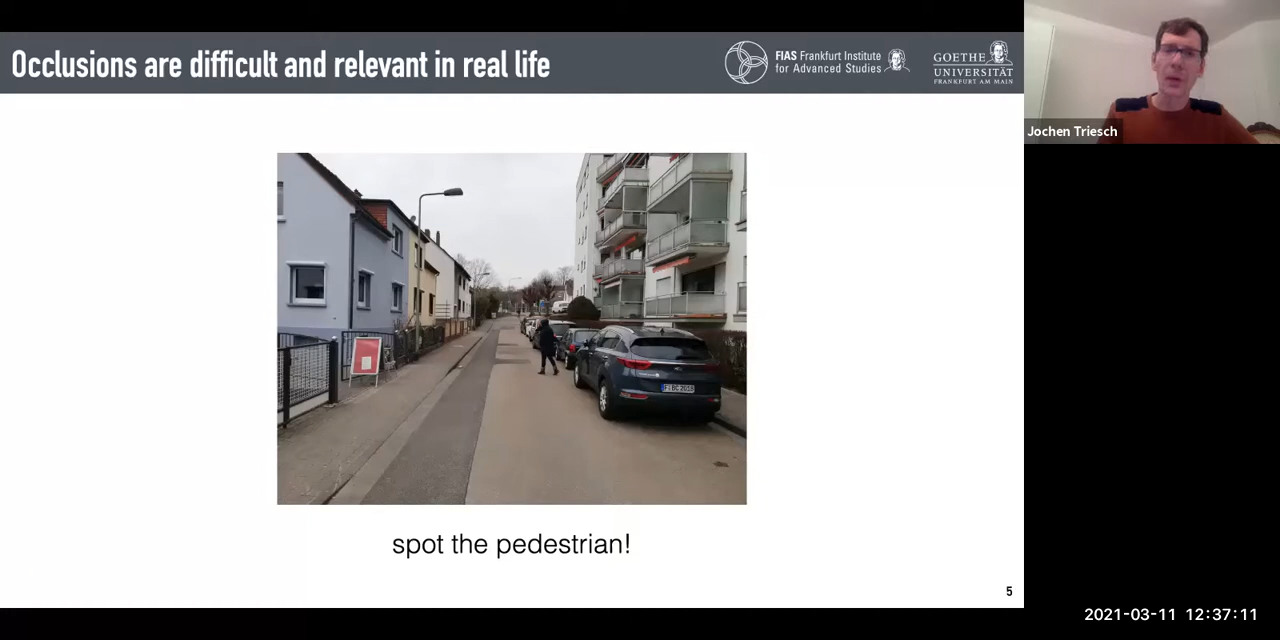 Occlusions are difficult and relevant in real life
FIAS Frankfurt Institute
for Advanced Studies
GOETHE
UNIVERSITÄT
FRANKFURT AM MAIN
Jochen Triesch
spot the pedestrian!
5
2021-03-11 12:37:11